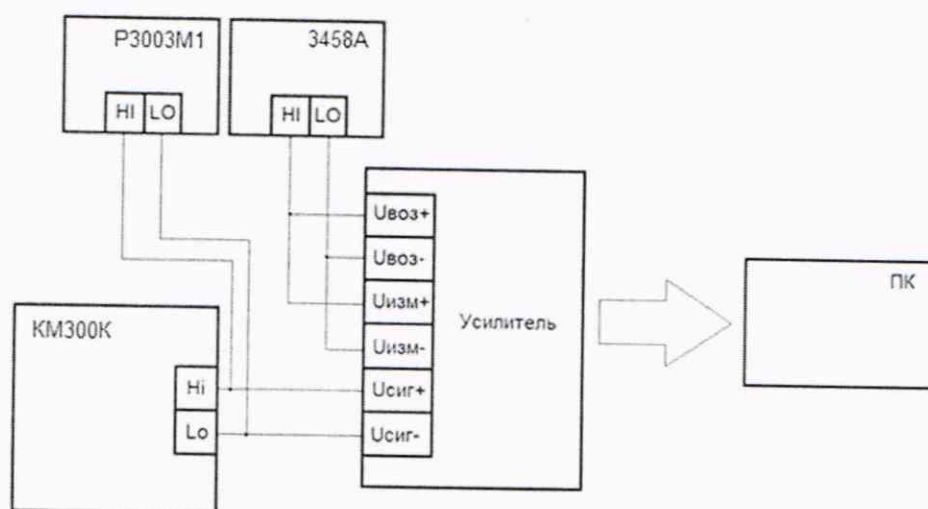 Р3003М1
3458А
HI LO
HI LO
Uвоз+
Uвоз-
Uизм+
Uизм-
Uсиг+
Uсиг-
Усилитель
ПК
КМ300К
Hi
Lo